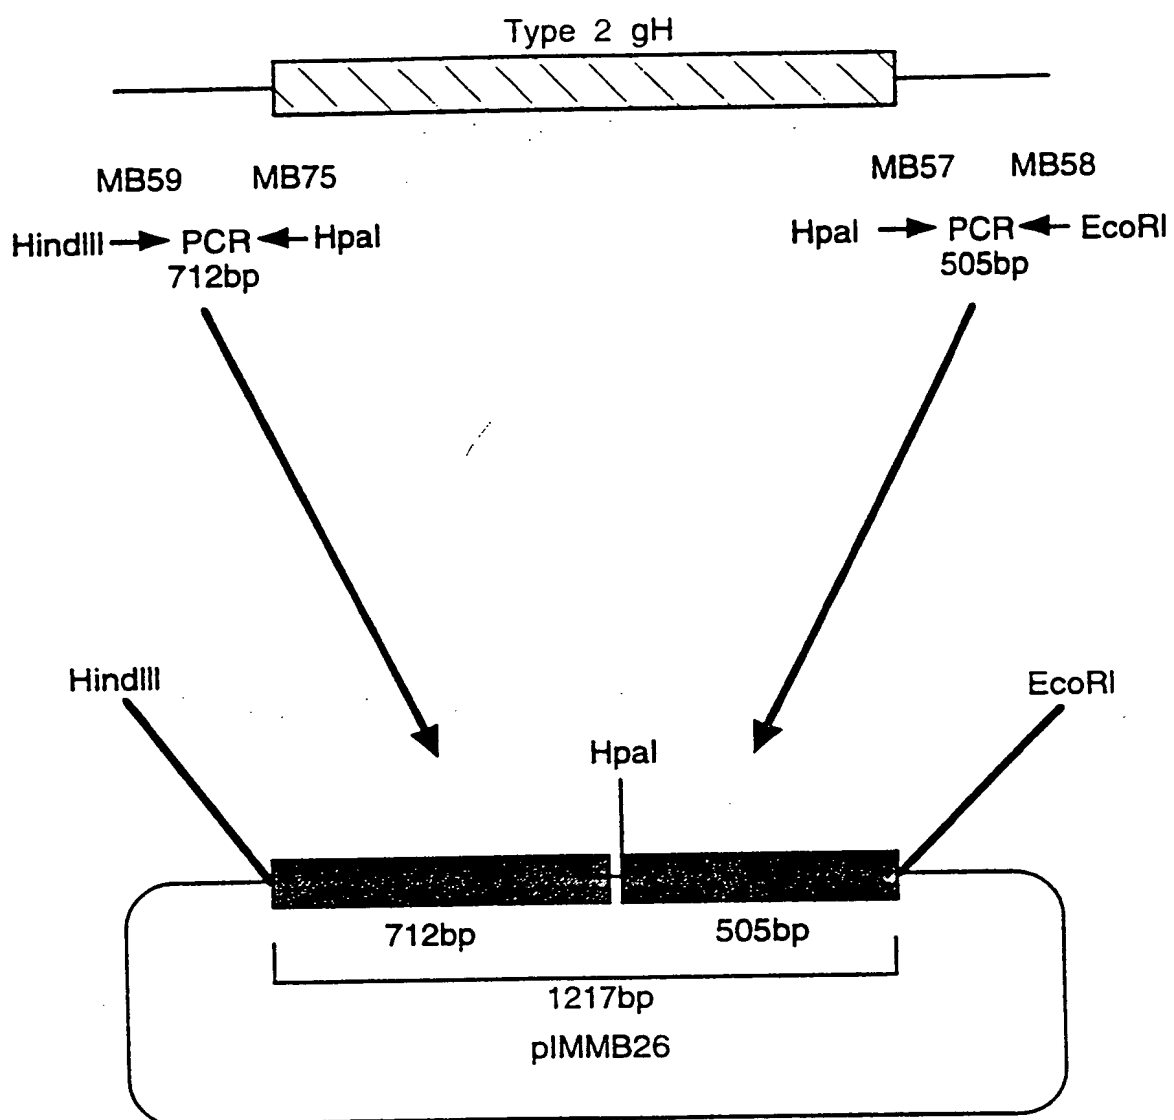 Type 2 gH
MB59 MB75
MB57 MB58
HindIII PCR HpaI
712bp
HpaI PCR EcoRI
505bp
HindIII
EcoRI
HpaI
712bp
505bp
1217bp
pIMMB26